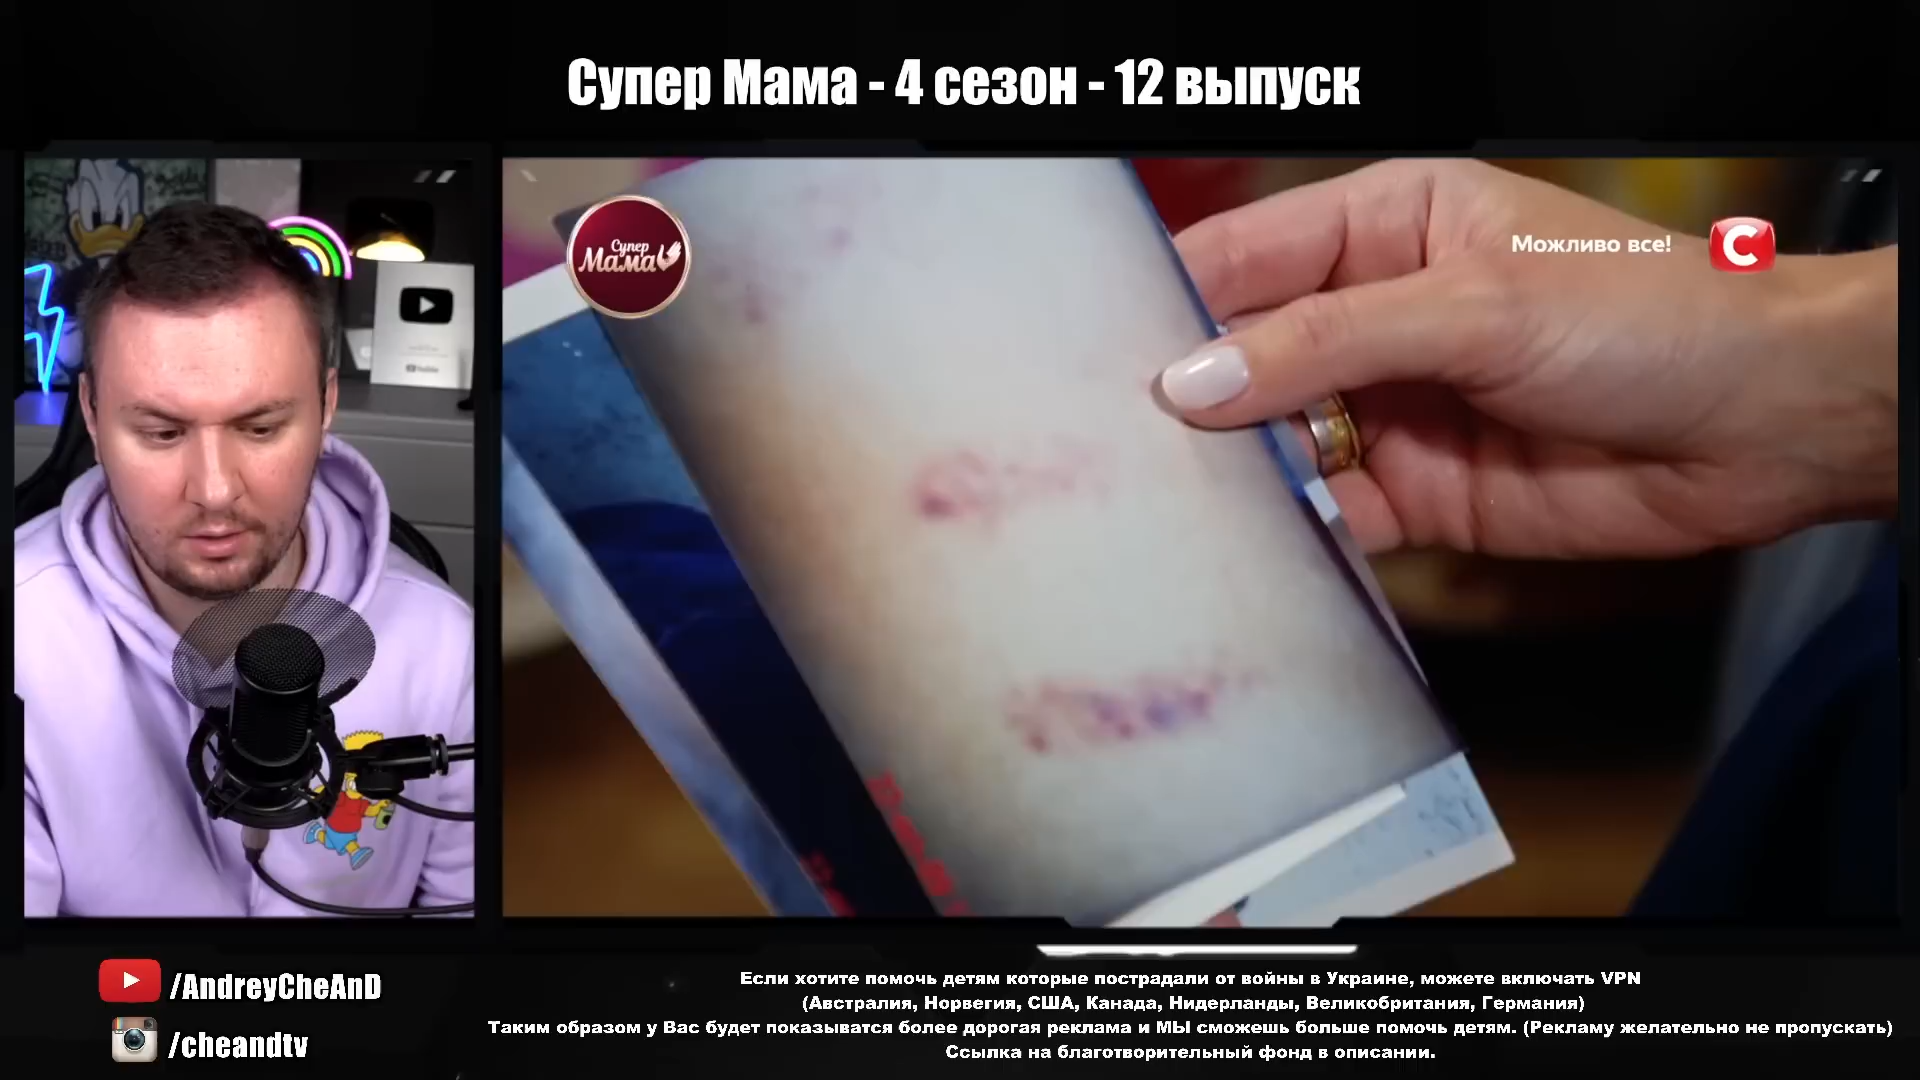 Супер Мама - 4 сезон - 12 выпуск
Супер
Мама
Можливо все!
С
YouTube
/AndreyCheAnD
/cheandtv
Если хотите помочь детям которые пострадали от войны в Украине, можете включать VPN
(Австралия, Норвегия, США, Канада, Нидерланды, Великобритания, Германия)
Таким образом у Вас будет показыватся более дорогая реклама и МЫ сможешь больше помочь детям. (Рекламу желательно не пропускать)
Ссылка на благотворительный фонд в описании.